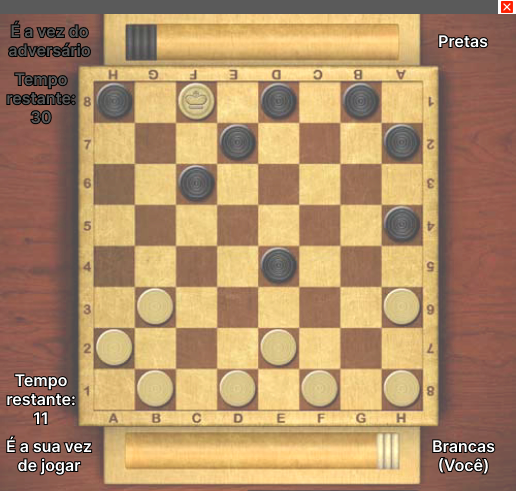 É a vez do
adversário
Pretas
Tempo
restante:
30
H G F E D C B A
8 1
7 2
6 3
5 4
4 5
3 6
2 7
1 8
A B C D E F G H
Tempo
restante:
11
É a sua vez
de jogar
Brancas
(Você)